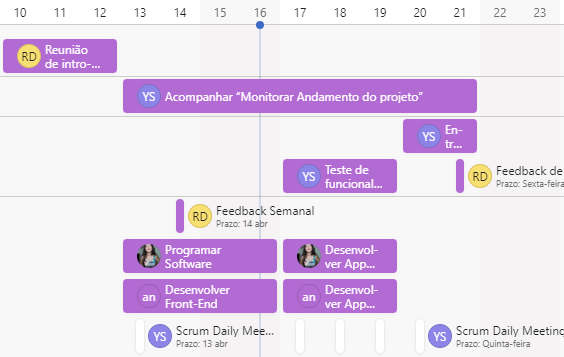 10 11 12 13 14 15 16 17 18 19 20 21 22 23
RD Reunião
de intro-...
YS Acompanhar “Monitorar Andamento do projeto”
YS En-
tr...
YS Teste de
funcional...
RD Feedback de
Prazo: Sexta-feira
RD Feedback Semanal
Prazo: 14 abr
Programar
Software
Desenvol-
ver App...
an Desenvolver
Front-End
an Desenvol-
ver App...
YS Scrum Daily Mee...
Prazo: 13 abr
YS Scrum Daily Meeting
Prazo: Quinta-feira